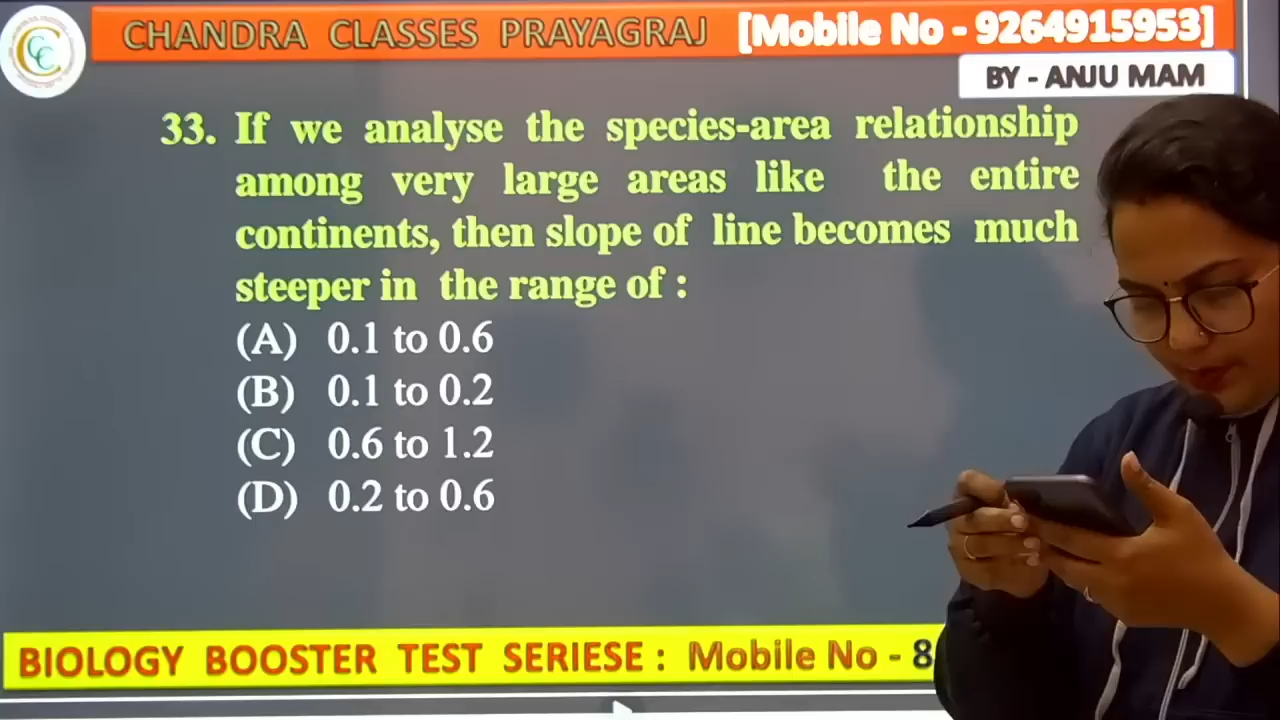 CHANDRA CLASSES PRAYAGRAJ [Mobile No - 9264915953]
BY - ANJU MAM
33. If we analyse the species-area relationship
among very large areas like the entire
continents, then slope of line becomes much
steeper in the range of :
(A) 0.1 to 0.6
(B) 0.1 to 0.2
(C) 0.6 to 1.2
(D) 0.2 to 0.6
BIOLOGY BOOSTER TEST SERIESE : Mobile No - 8